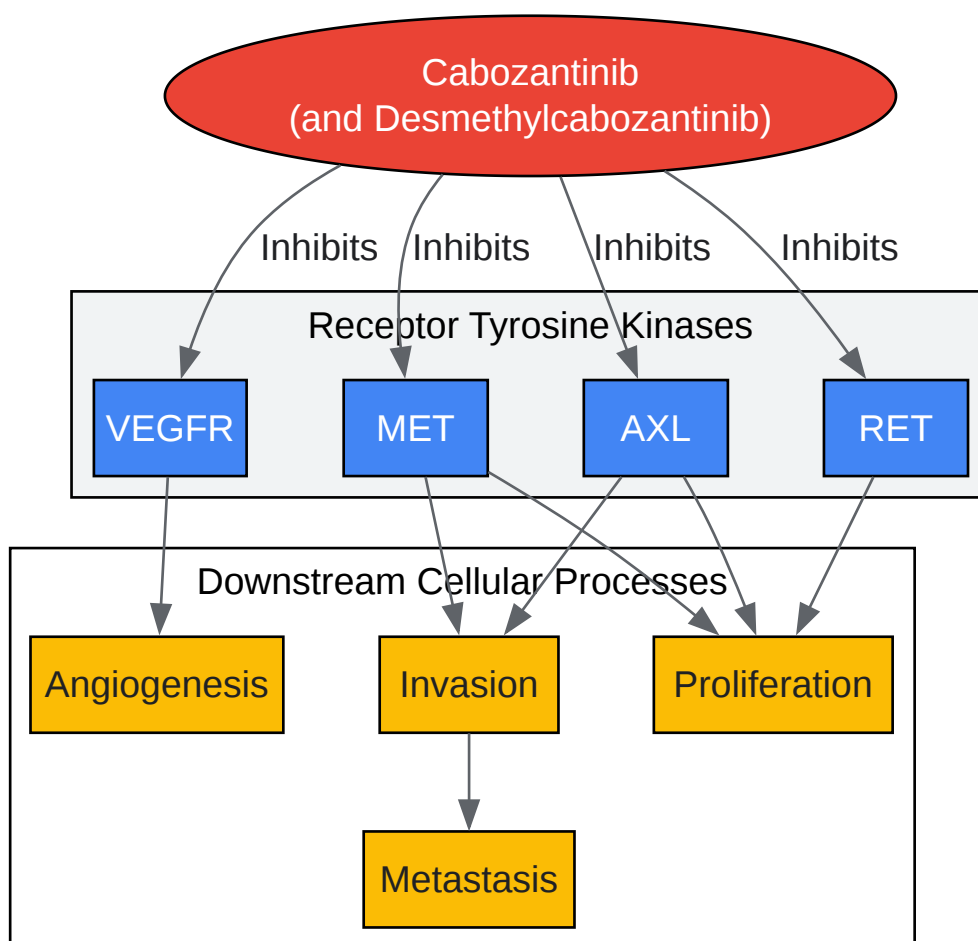 Cabozantinib
(and Desmethylcabozantinib)
Inhibits Inhibits Inhibits Inhibits
Receptor Tyrosine Kinases
VEGFR MET AXL RET
Downstream Cellular Processes
Angiogenesis Invasion Proliferation
Metastasis